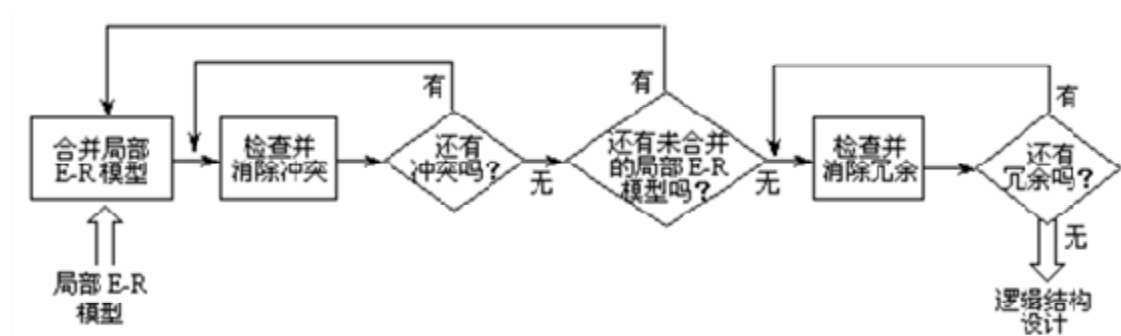 有
有
有
合并局部
E-R 模型
检查并
消除冲突
还有
冲突吗?
无
还有未合并
的局部 E-R
模型吗?
无
检查并
消除冗余
还有
冗余吗?
无
局部 E-R
模型
逻辑结构
设计